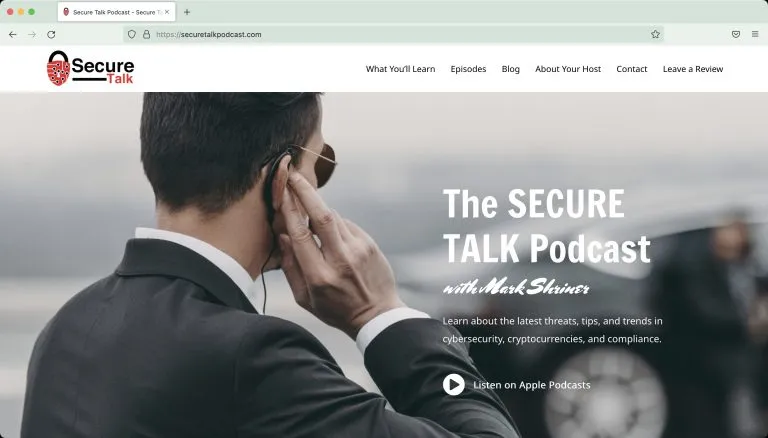 Secure Talk Podcast - Secure T
https://securetalkpodcast.com
Secure
Talk
What You'll Learn
Episodes
Blog
About Your Host
Contact
Leave a Review
The SECURE
TALK Podcast
with Mark Shriner
Learn about the latest threats, tips, and trends in
cybersecurity, cryptocurrencies, and compliance.
Listen on Apple Podcasts